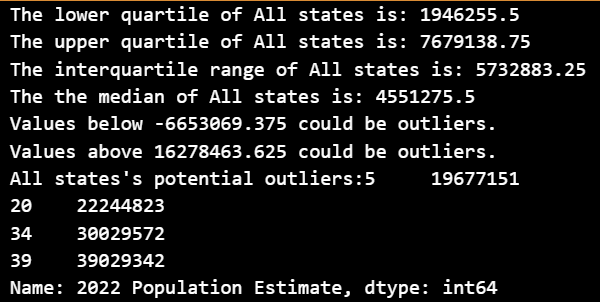 The lower quartile of All states is: 1946255.5
The upper quartile of All states is: 7679138.75
The interquartile range of All states is: 5732883.25
The the median of All states is: 4551275.5
Values below -6653069.375 could be outliers.
Values above 16278463.625 could be outliers.
All states's potential outliers:5     19677151
20    22244823
34    30029572
39    39029342
Name: 2022 Population Estimate, dtype: int64